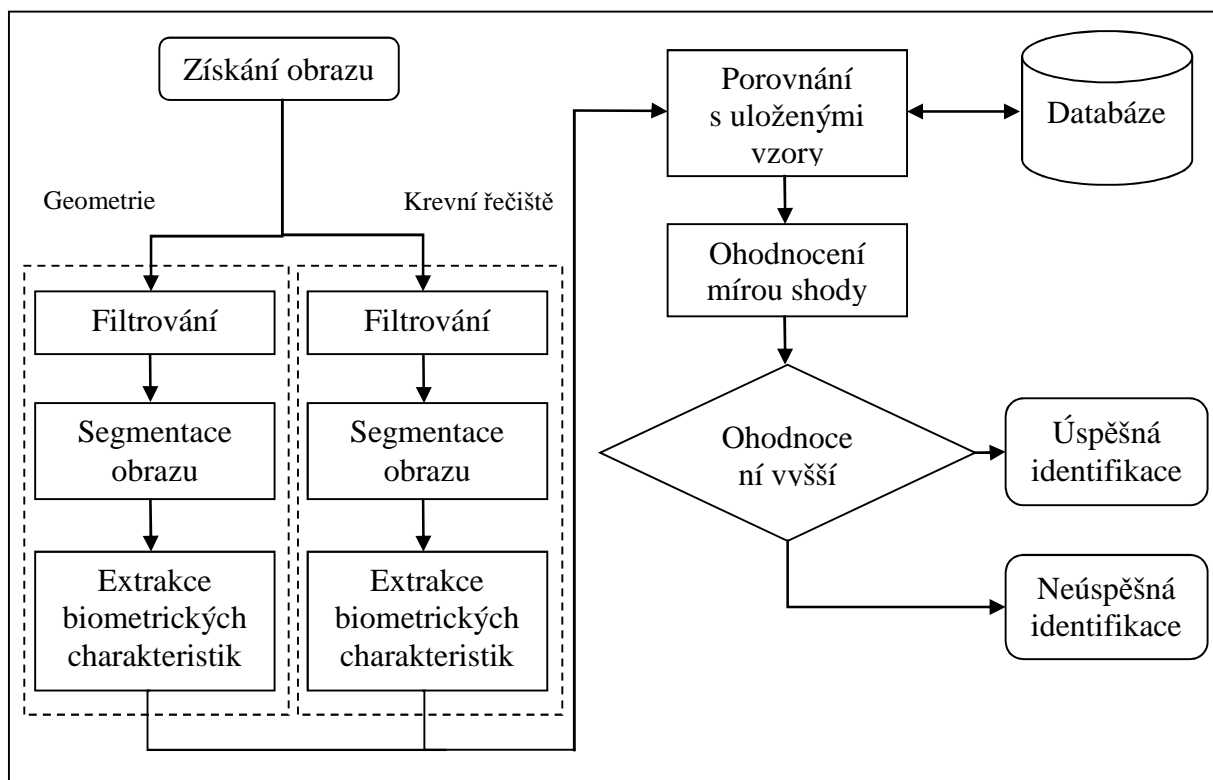 Získání obrazu
Geometrie
Krevní řečiště
Filtrování
Segmentace
obrazu
Extrakce
biometrických
charakteristik
Filtrování
Segmentace
obrazu
Extrakce
biometrických
charakteristik
Porovnání
s uloženými
vzory
Databáze
Ohodnocení
mírou shody
Ohodnoce
ní vyšší
Úspěšná
identifikace
Neúspěšná
identifikace